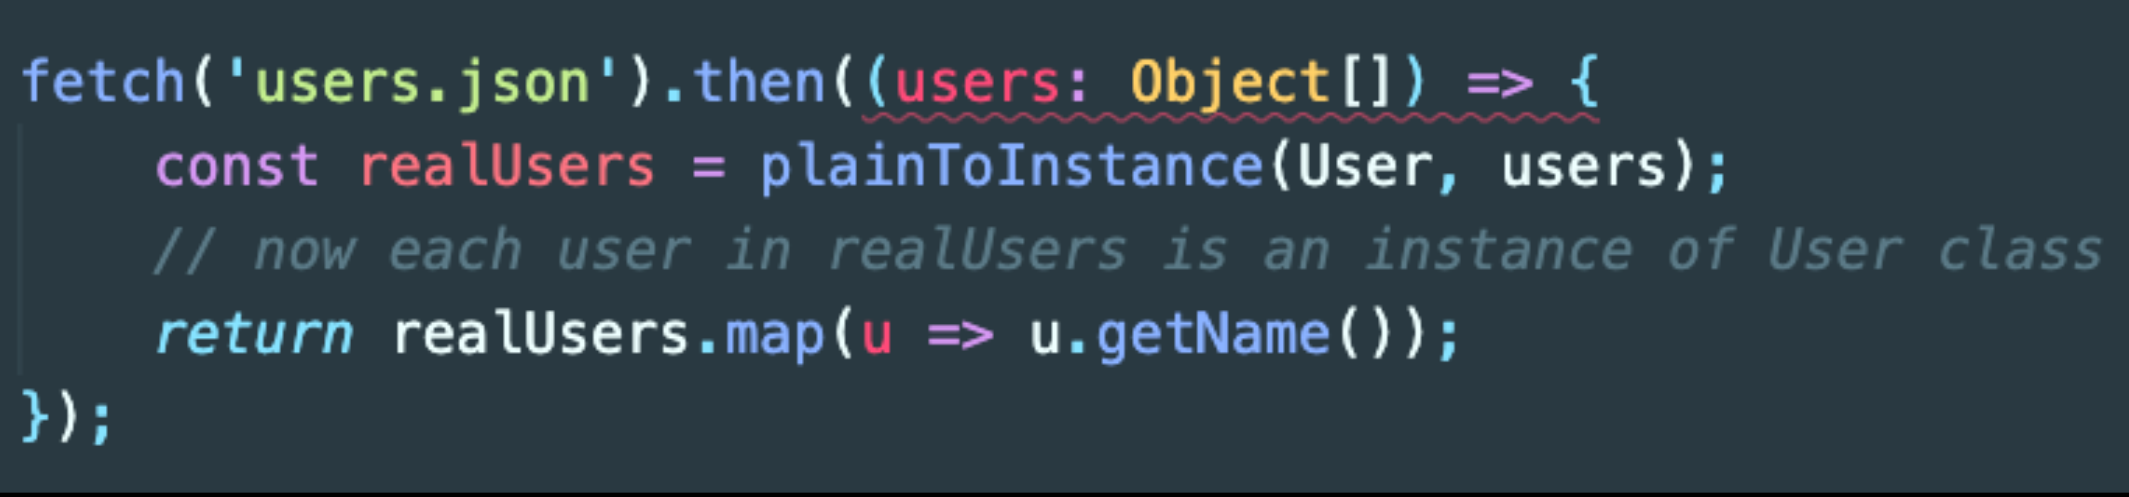 fetch('users.json').then((users: Object[]) => {
    const realUsers = plainToInstance(User, users);
    // now each user in realUsers is an instance of User class
    return realUsers.map(u => u.getName());
});